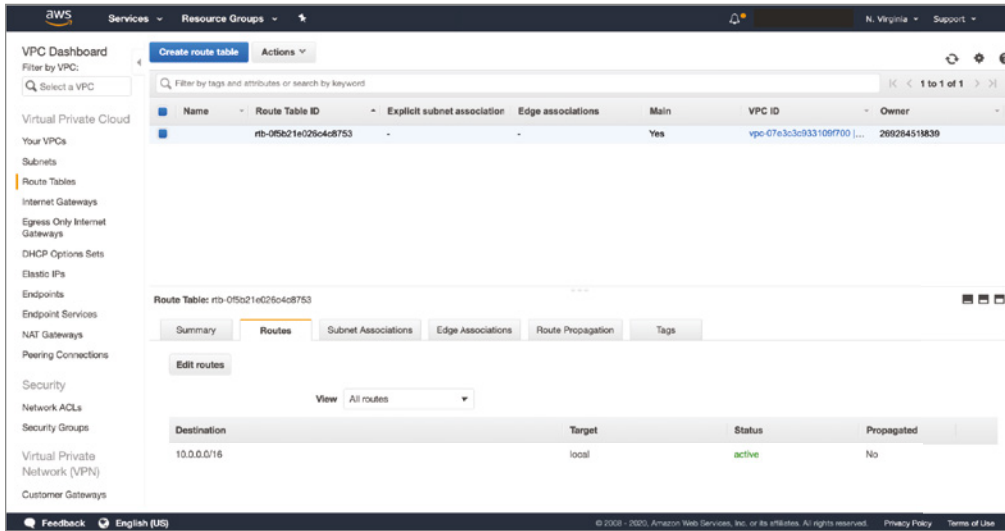 aws Services Resource Groups N. Virginia Support
VPC Dashboard
Filter by VPC:
Select a VPC
Virtual Private Cloud
Your VPCs
Subnets
Route Tables
Internet Gateways
Egress Only Internet
Gateways
DHCP Options Sets
Elastic IPs
Endpoints
Endpoint Services
NAT Gateways
Peering Connections
Security
Network ACLs
Security Groups
Virtual Private
Network (VPN)
Customer Gateways
Create route table Actions
Filter by tags and attributes or search by keyword 1 to 1 of 1
Name Route Table ID Explicit subnet association Edge associations Main VPC ID Owner
rtb-0f5b21e026c4c8753 - - Yes vpc-07e3c3c933109f700 |...
Route Table: rtb-0f5b21e026c4c8753
Summary Routes Subnet Associations Edge Associations Route Propagation Tags
Edit routes
View All routes
Destination Target Status Propagated
10.0.0.0/16 local active No
Feedback English (US) © 2008 - 2020, Amazon Web Services, Inc. or its affiliates. All rights reserved. Privacy Policy Terms of Use